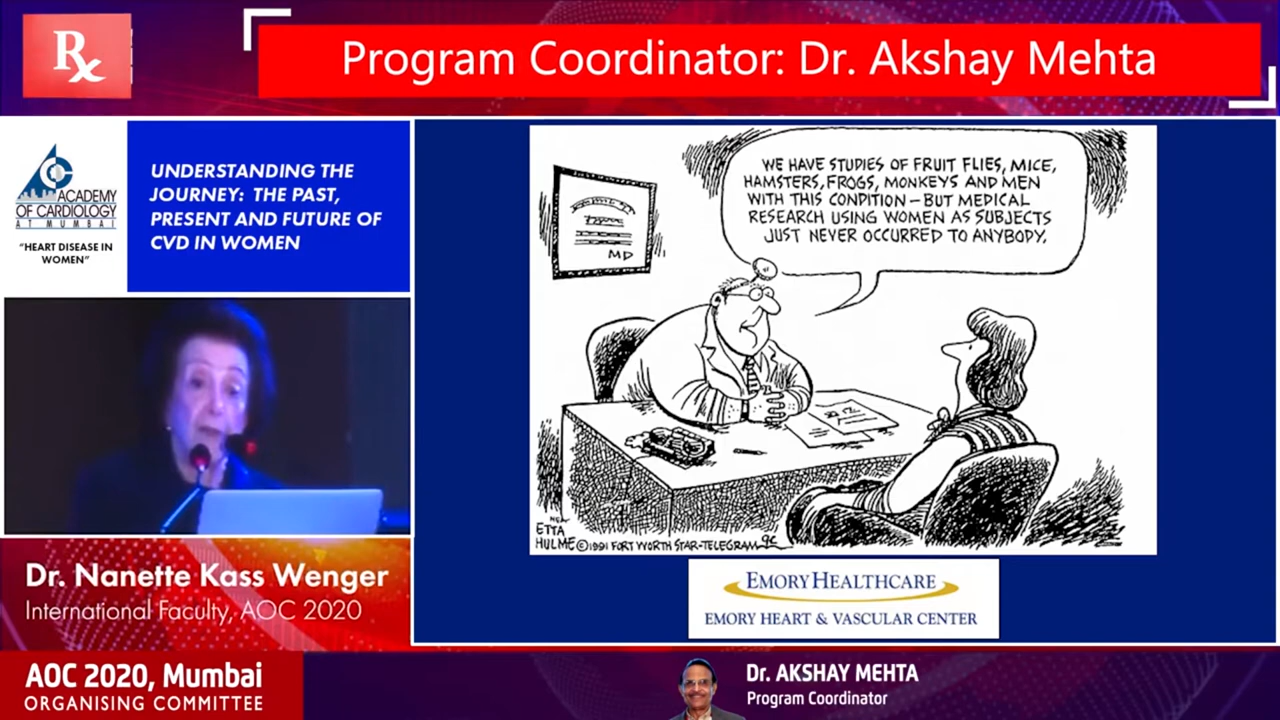 Rx
Program Coordinator: Dr. Akshay Mehta
ACADEMY
OF CARDIOLOGY
AT MUMBAI
"HEART DISEASE IN
WOMEN"
UNDERSTANDING THE
JOURNEY: THE PAST,
PRESENT AND FUTURE OF
CVD IN WOMEN
WE HAVE STUDIES OF FRUIT FLIES, MICE,
HAMSTERS, FROGS, MONKEYS AND MEN
WITH THIS CONDITION—BUT MEDICAL
RESEARCH USING WOMEN AS SUBJECTS
JUST NEVER OCCURRED TO ANYBODY.
MD
ETTA
HULME ©1991 FORT WORTH STAR-TELEGRAM
EMORY HEALTHCARE
EMORY HEART & VASCULAR CENTER
Dr. Nanette Kass Wenger
International Faculty, AOC 2020
AOC 2020, Mumbai
ORGANISING COMMITTEE
Dr. AKSHAY MEHTA
Program Coordinator